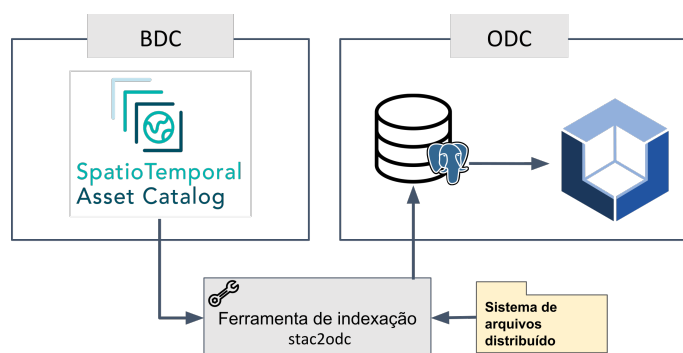 BDC
ODC
SpatioTemporal
Asset Catalog
Ferramenta de indexação
stac2odc
Sistema de
arquivos
distribuído